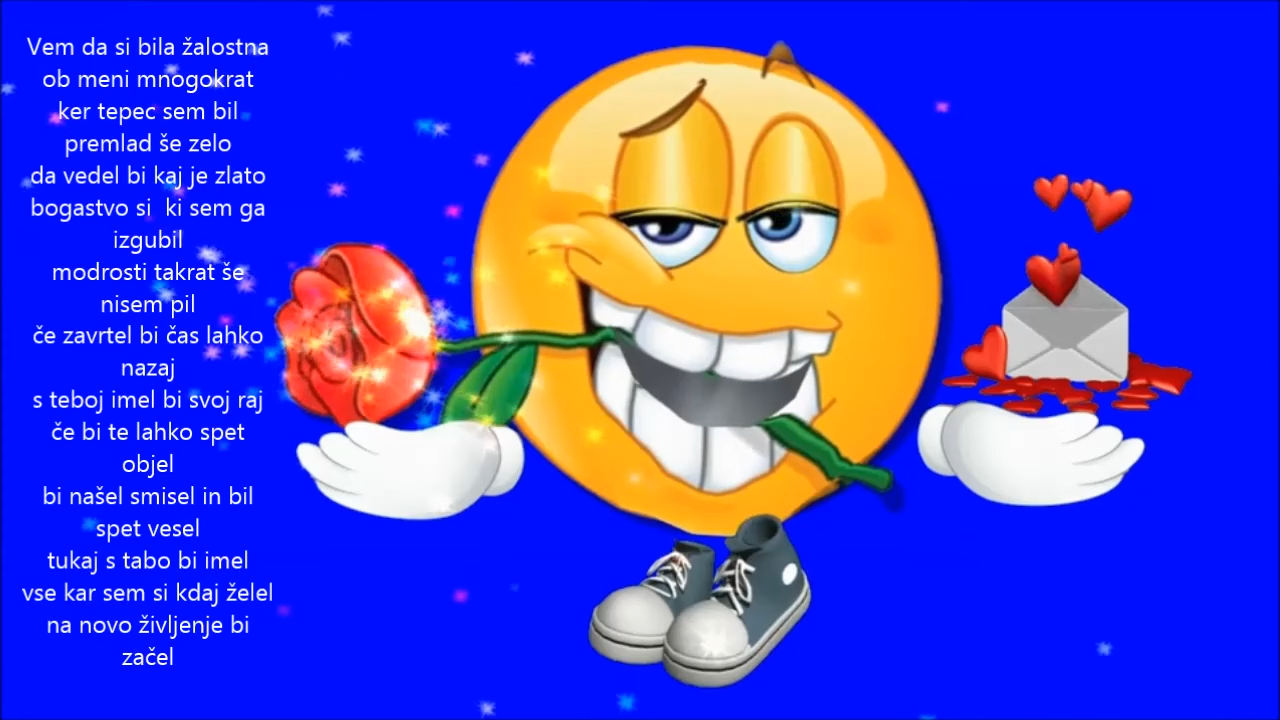 Vem da si bila žalostna
ob meni mnogokrat
ker tepec sem bil
premlad še zelo
da vedel bi kaj je zlato
bogastvo si  ki sem ga
izgubil
modrosti takrat še
nisem pil
če zavrtel bi čas lahko
nazaj
s teboj imel bi svoj raj
če bi te lahko spet
objel
bi našel smisel in bil
spet vesel
tukaj s tabo bi imel
vse kar sem si kdaj želel
na novo življenje bi
začel